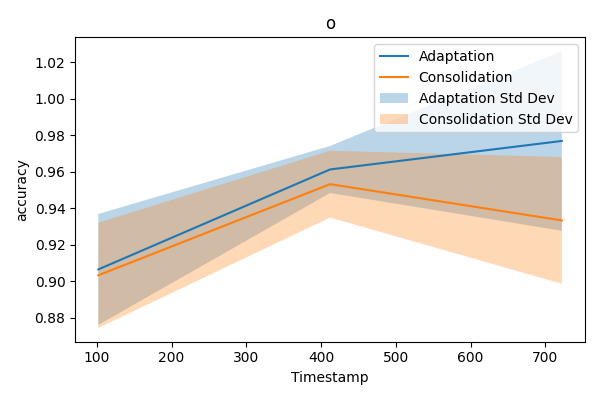 o
1.02
1.00
0.98
0.96
0.94
0.92
0.90
0.88
accuracy
Adaptation
Consolidation
Adaptation Std Dev
Consolidation Std Dev
100 200 300 400 500 600 700
Timestamp